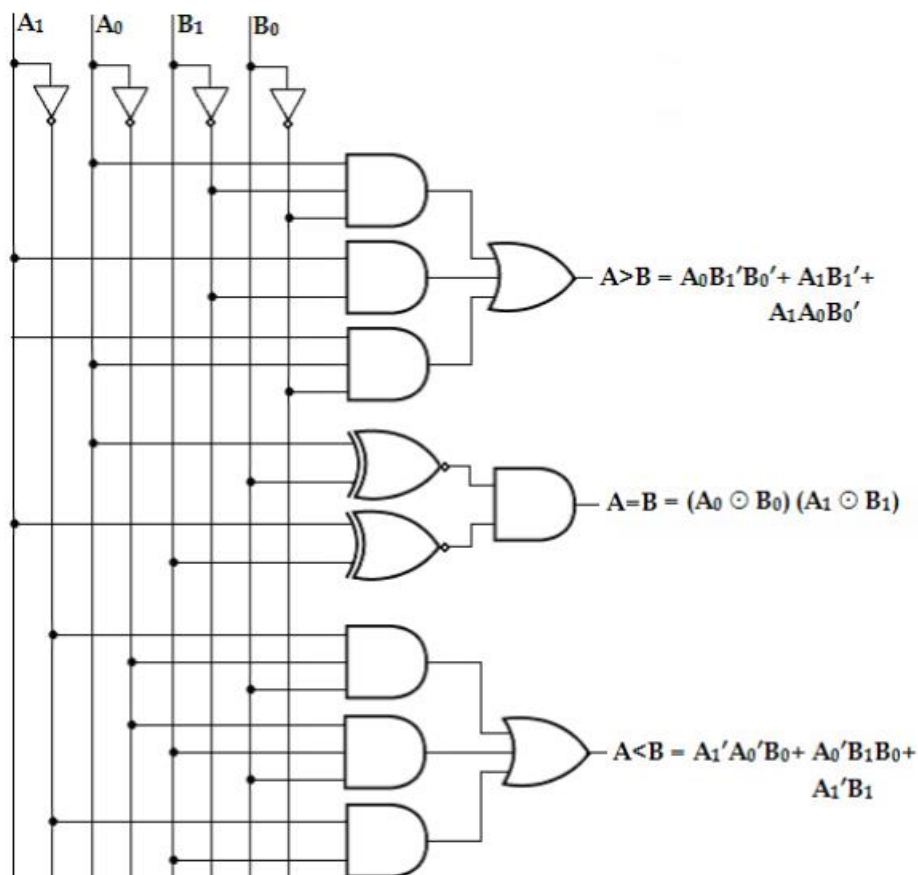 A₁ A₀ B₁ B₀
A>B = A₀B₁′B₀′+ A₁B₁′+
A₁A₀B₀′
A=B = (A₀ ⊙ B₀) (A₁ ⊙ B₁)
A<B = A₁′A₀′B₀+ A₀′B₁B₀+
A₁′B₁